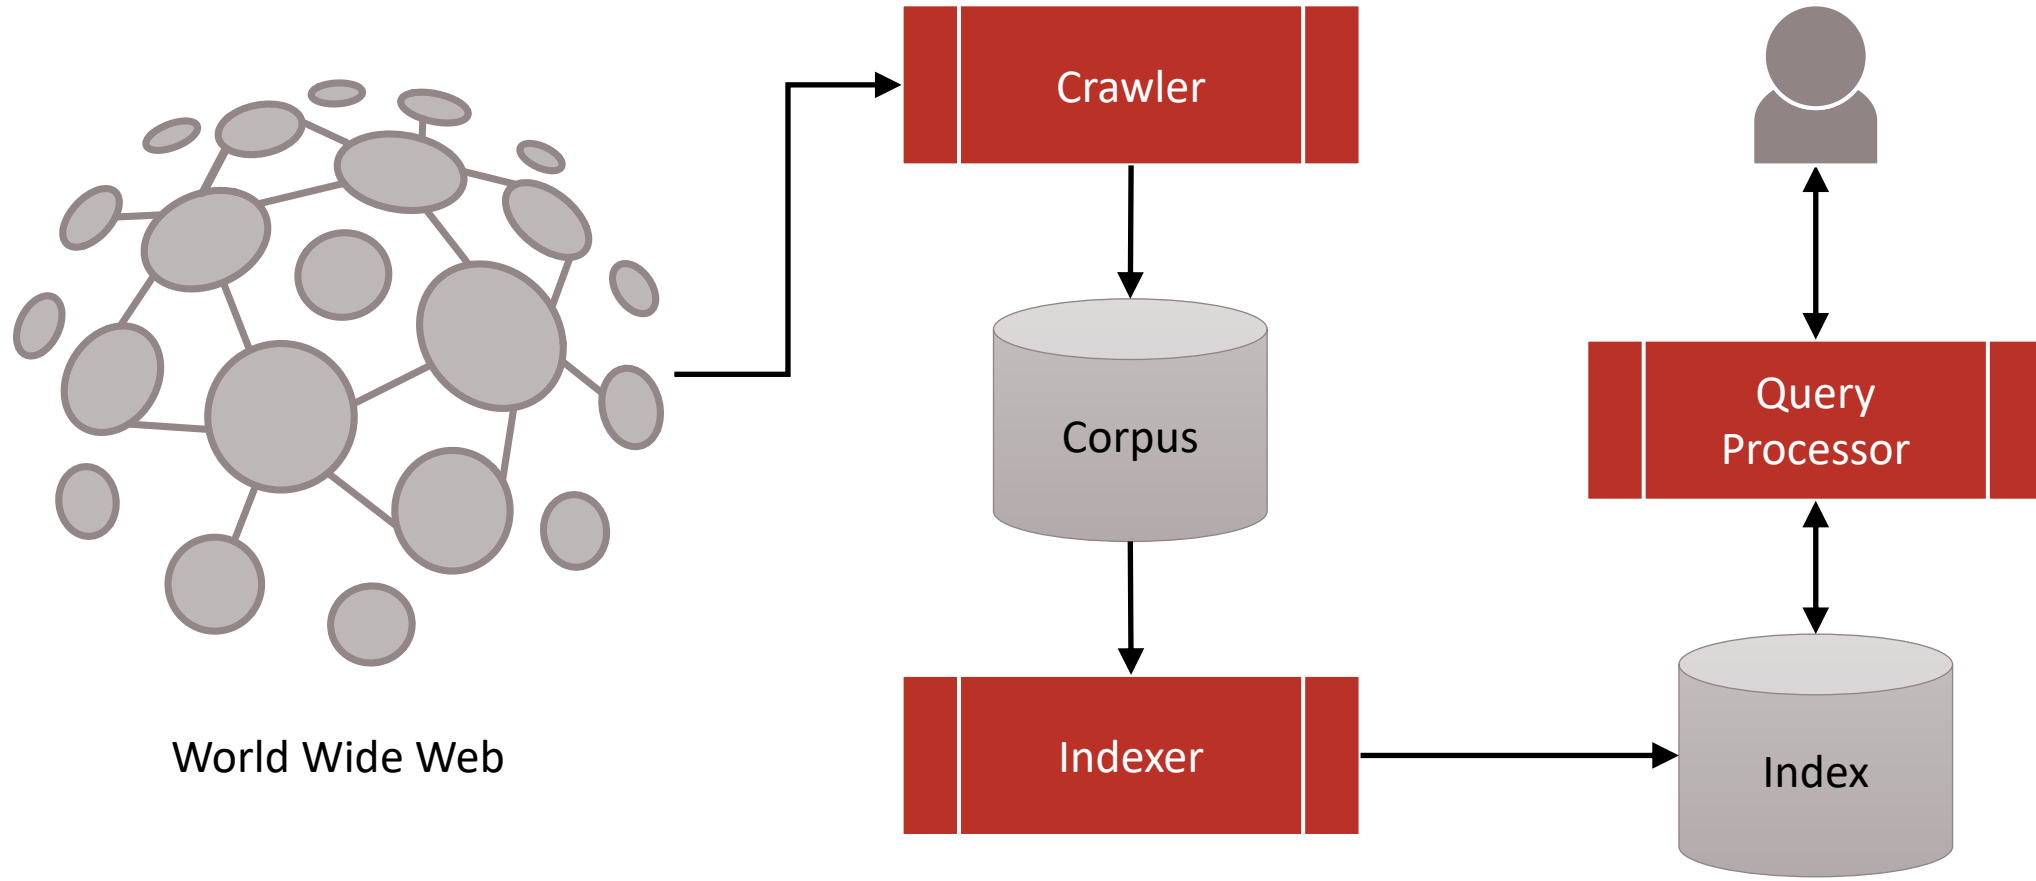 World Wide Web
Crawler
Corpus
Indexer
Query
Processor
Index